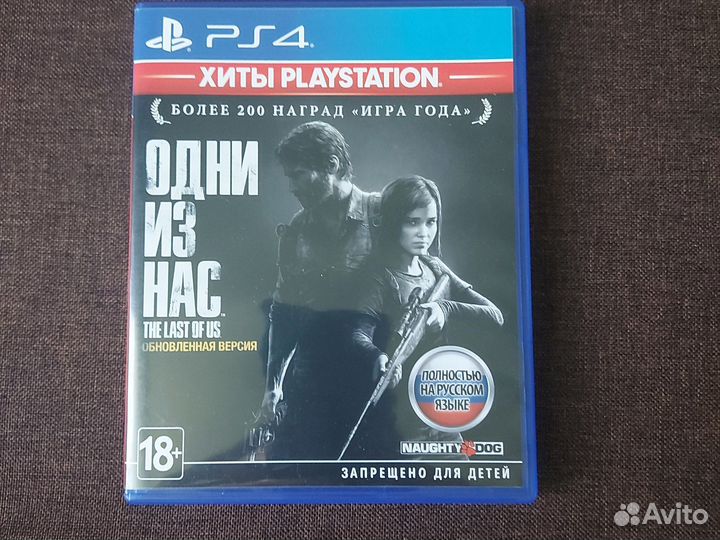 PS4
ХИТЫ PLAYSTATION®
БОЛЕЕ 200 НАГРАД «ИГРА ГОДА»
ОДНИ
ИЗ
НАС™
THE LAST OF US
ОБНОВЛЕННАЯ ВЕРСИЯ
ПОЛНОСТЬЮ
НА РУССКОМ
ЯЗЫКЕ
NAUGHTY DOG
18+
ЗАПРЕЩЕНО ДЛЯ ДЕТЕЙ
Avito